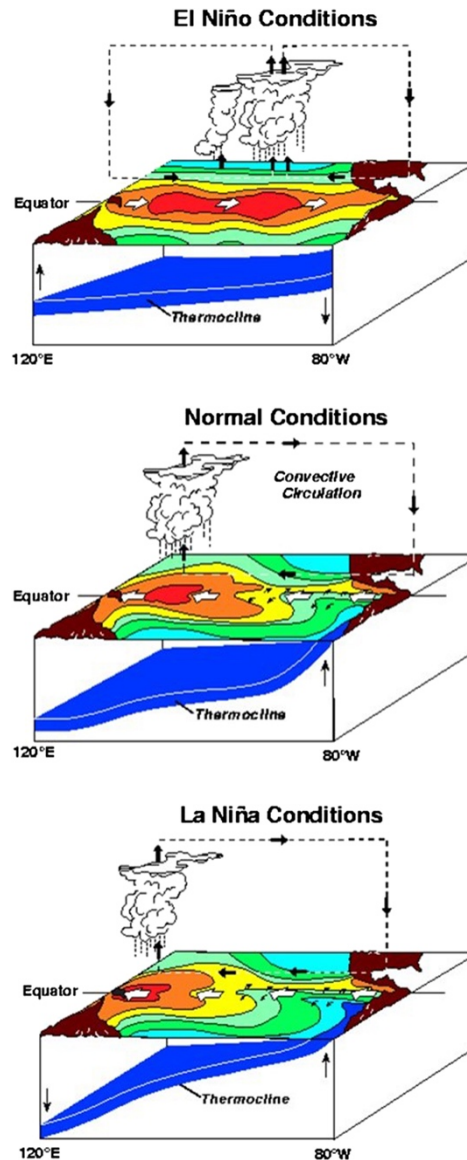 El Niño Conditions
Equator
Thermocline
120°E
80°W
Normal Conditions
Convective
Circulation
Equator
Thermocline
120°E
80°W
La Niña Conditions
Equator
Thermocline
120°E
80°W